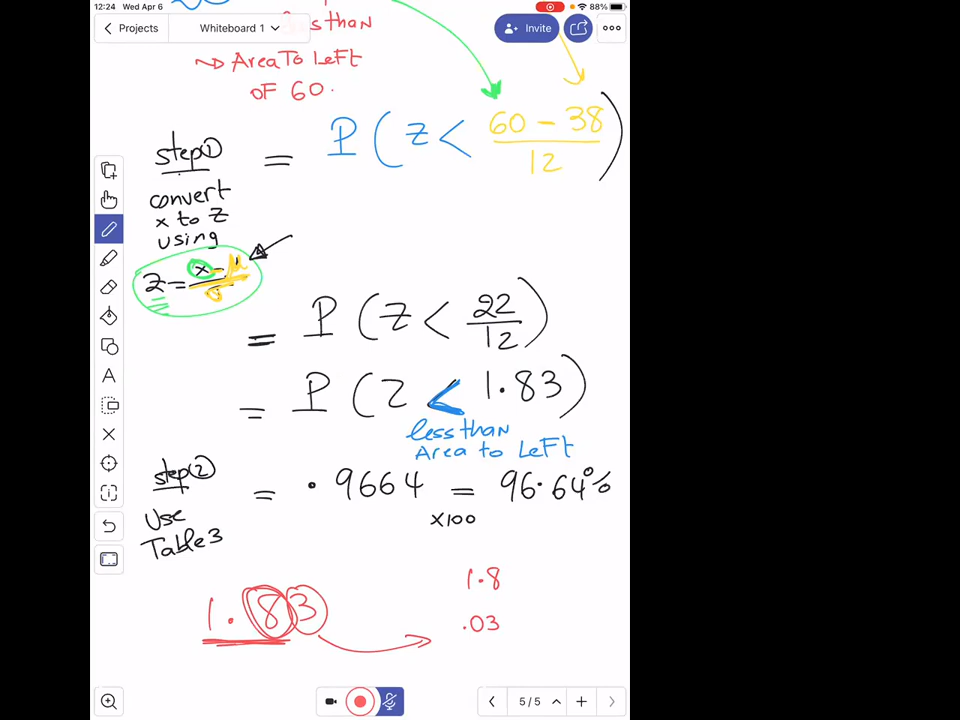 12:24 Wed Apr 6
88%
Projects
Whiteboard 1
Invite
less than
Area To Left
OF 60.
step①
= P ( Z < 60 - 38 / 12 )
convert
x to Z
using
Z = x - μ / σ
= P ( Z < 22 / 12 )
= P ( Z < 1.83 )
less than
Area to Left
step②
= .9664 = 96.64%
x100
Use
Table 3
1.83
1.8
.03
5/5